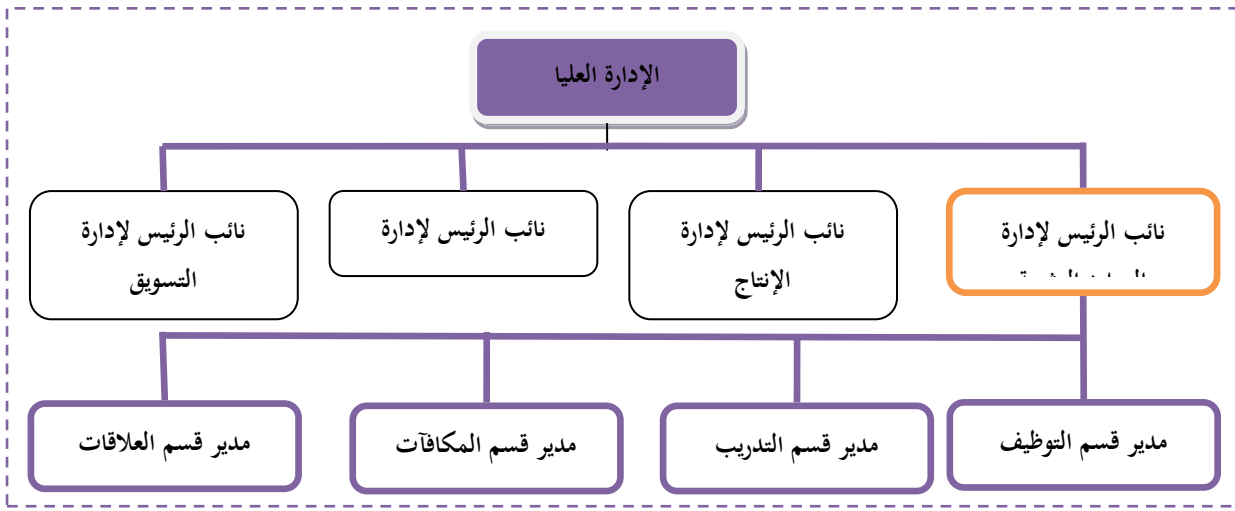 الإدارة العليا
نائب الرئيس لإدارة
نائب الرئيس لإدارة
الإنتاج
نائب الرئيس لإدارة
نائب الرئيس لإدارة
التسويق
مدير قسم التوظيف
مدير قسم التدريب
مدير قسم المكافآت
مدير قسم العلاقات